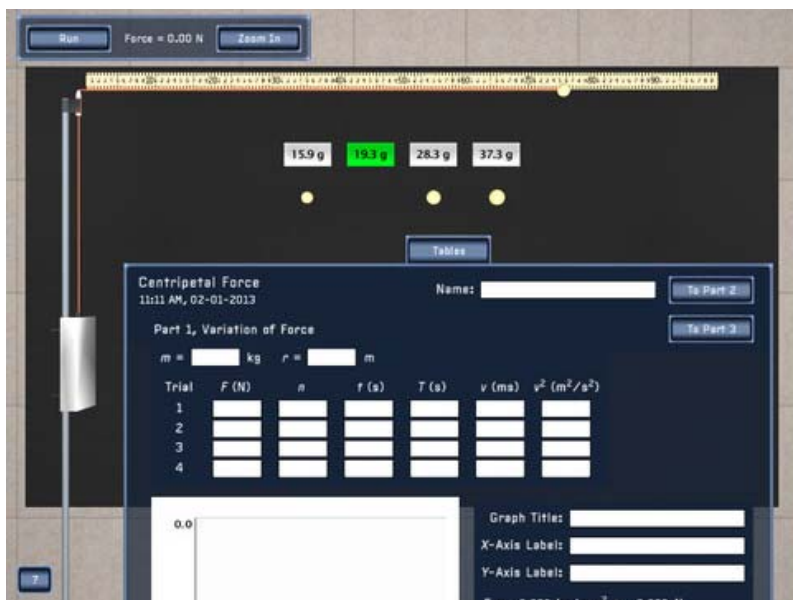 Run Force = 0.00 N Zoom In
15.9 g 19.3 g 28.3 g 37.3 g
Tables
Centripetal Force
11:11 AM, 02-01-2013
Name:
To Part 2
To Part 3
Part 1, Variation of Force
m = kg r = m
Trial F (N) n t (s) T (s) v (ms) v² (m²/s²)
1
2
3
4
0.0
Graph Title:
X-Axis Label:
Y-Axis Label:
?